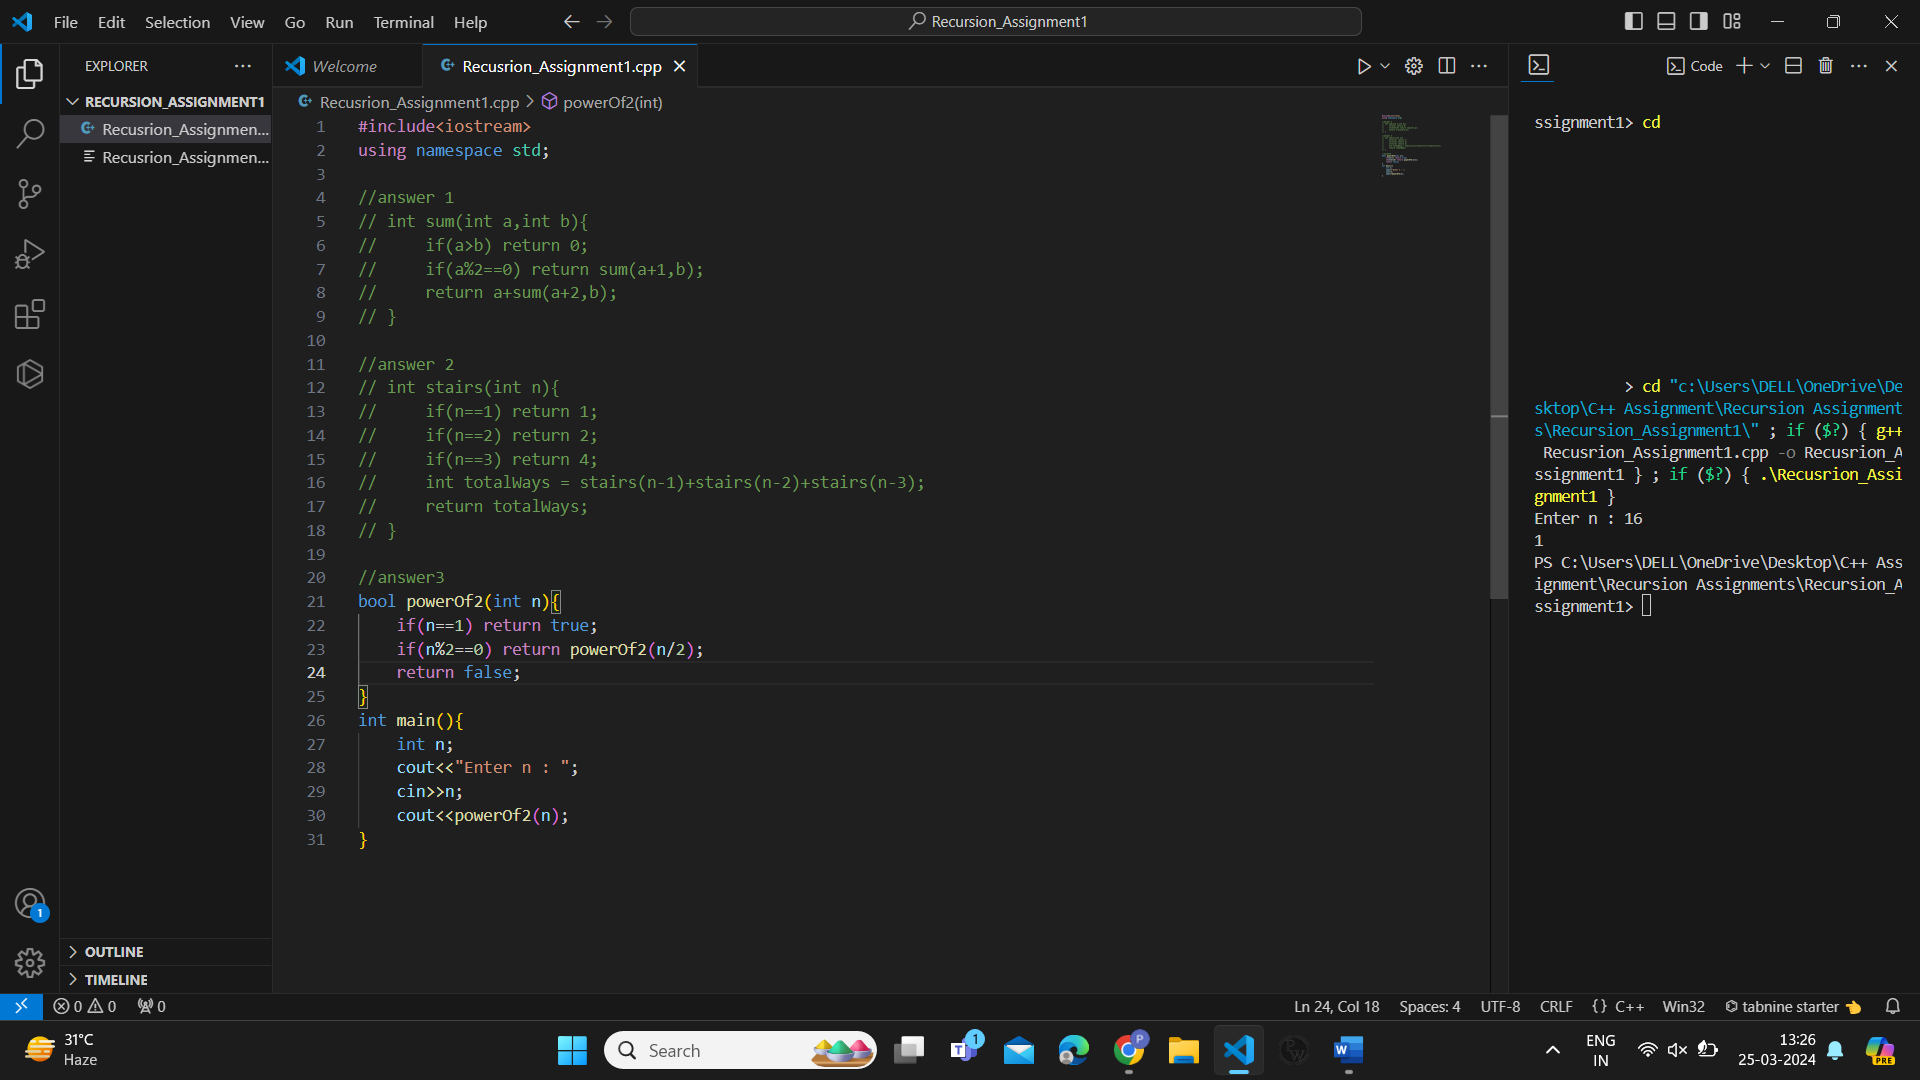 File Edit Selection View Go Run Terminal Help
Recursion_Assignment1
EXPLORER
RECURSION_ASSIGNMENT1
Recusrion_Assignmen...
Recusrion_Assignmen...
OUTLINE
TIMELINE
Welcome
Recusrion_Assignment1.cpp
Recusrion_Assignment1.cpp > powerOf2(int)
1 #include<iostream>
2 using namespace std;
3
4 //answer 1
5 // int sum(int a,int b){
6 //     if(a>b) return 0;
7 //     if(a%2==0) return sum(a+1,b);
8 //     return a+sum(a+2,b);
9 // }
10
11 //answer 2
12 // int stairs(int n){
13 //     if(n==1) return 1;
14 //     if(n==2) return 2;
15 //     if(n==3) return 4;
16 //     int totalWays = stairs(n-1)+stairs(n-2)+stairs(n-3);
17 //     return totalWays;
18 // }
19
20 //answer3
21 bool powerOf2(int n){
22     if(n==1) return true;
23     if(n%2==0) return powerOf2(n/2);
24     return false;
25 }
26 int main(){
27     int n;
28     cout<<"Enter n : ";
29     cin>>n;
30     cout<<powerOf2(n);
31 }
Code
ssignment1> cd
> cd "c:\Users\DELL\OneDrive\De
sktop\C++ Assignment\Recursion Assignment
s\Recursion_Assignment1\" ; if ($?) { g++
Recusrion_Assignment1.cpp -o Recusrion_A
ssignment1 } ; if ($?) { .\Recusrion_Assi
gnment1 }
Enter n : 16
1
PS C:\Users\DELL\OneDrive\Desktop\C++ Ass
ignment\Recursion Assignments\Recursion_A
ssignment1>
1
0 0 0
Ln 24, Col 18 Spaces: 4 UTF-8 CRLF {} C++ Win32 tabnine starter
31°C
Haze
Search
1
P
W
ENG
IN
13:26
25-03-2024
PRE